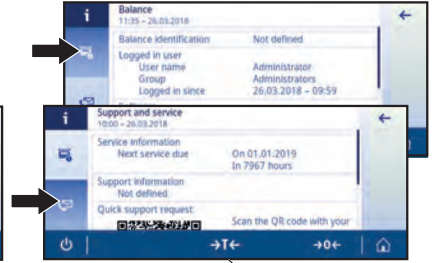 i Balance
11:35 – 26.03.2018
Balance identification Not defined
Logged in user
User name Administrator
Group Administrators
Logged in since 26.03.2018 – 09:59
i Support and service
10:00 – 26.03.2018
Service information
Next service due On 01.01.2019
In 7967 hours
Support information
Not defined
Quick support request
Scan the QR code with your
→T← →0←